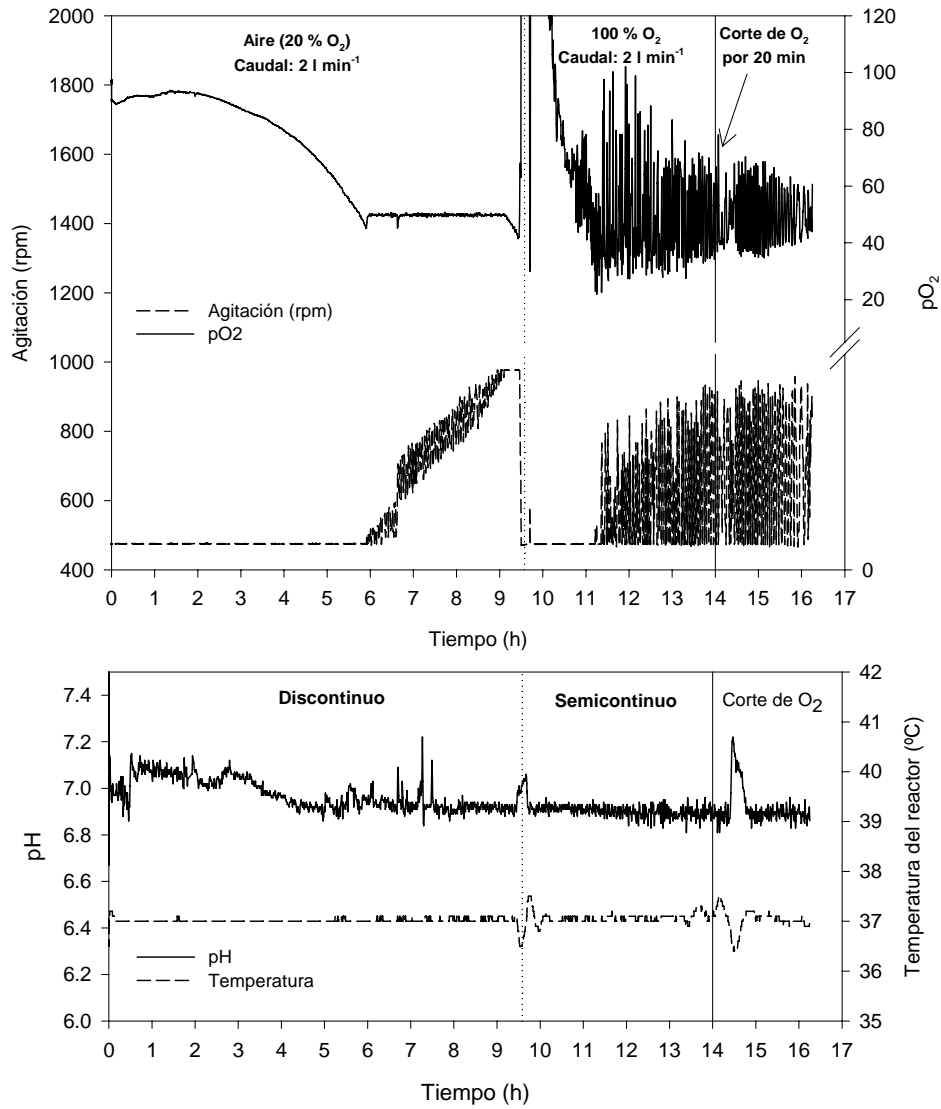 Aire (20 % O2)
Caudal: 2 l min-1
100 % O2
Caudal: 2 l min-1
Corte de O2
por 20 min
Agitación (rpm)
2000
1800
1600
1400
1200
1000
800
600
400
120
100
80
60
40
20
0
pO2
Agitación (rpm)
pO2
0 1 2 3 4 5 6 7 8 9 10 11 12 13 14 15 16 17
Tiempo (h)
Discontinuo
Semicontinuo
Corte de O2
pH
7.4
7.2
7.0
6.8
6.6
6.4
6.2
6.0
42
41
40
39
38
37
36
35
Temperatura del reactor (ºC)
pH
Temperatura
0 1 2 3 4 5 6 7 8 9 10 11 12 13 14 15 16 17
Tiempo (h)